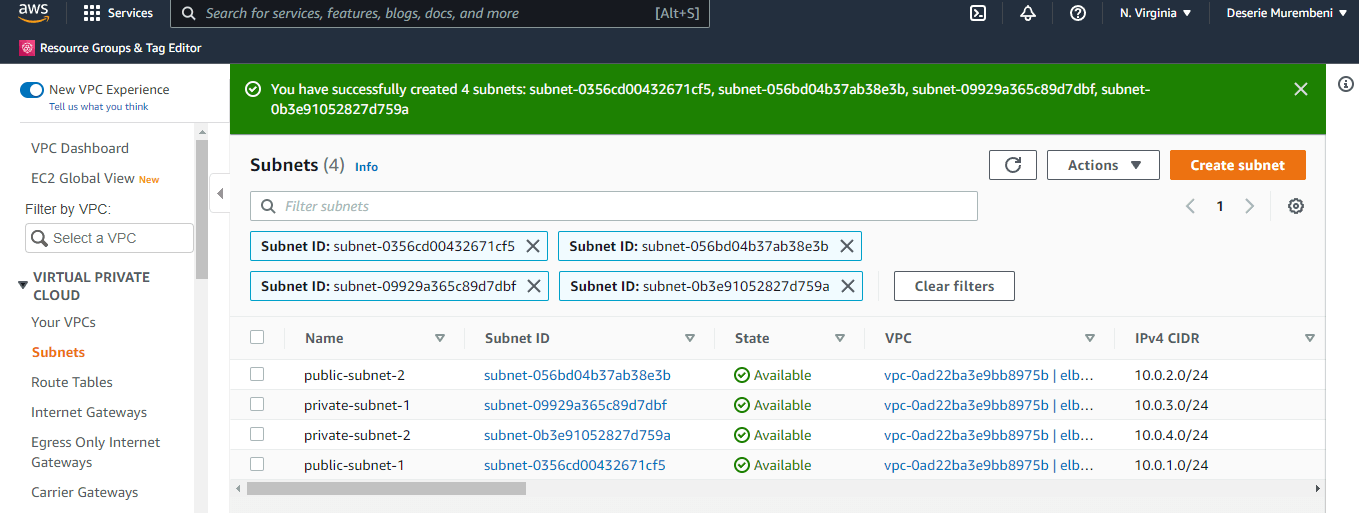 aws
Services
Search for services, features, blogs, docs, and more
[Alt+S]
N. Virginia
Deserie Murembeni
Resource Groups & Tag Editor
New VPC Experience
Tell us what you think
VPC Dashboard
EC2 Global View New
Filter by VPC:
Select a VPC
VIRTUAL PRIVATE
CLOUD
Your VPCs
Subnets
Route Tables
Internet Gateways
Egress Only Internet
Gateways
Carrier Gateways
You have successfully created 4 subnets: subnet-0356cd00432671cf5, subnet-056bd04b37ab38e3b, subnet-09929a365c89d7dbf, subnet-
0b3e91052827d759a
Subnets (4) Info
Actions
Create subnet
Filter subnets
1
Subnet ID: subnet-0356cd00432671cf5
Subnet ID: subnet-056bd04b37ab38e3b
Subnet ID: subnet-09929a365c89d7dbf
Subnet ID: subnet-0b3e91052827d759a
Clear filters
Name Subnet ID State VPC IPv4 CIDR
public-subnet-2 subnet-056bd04b37ab38e3b Available vpc-0ad22ba3e9bb8975b | elb... 10.0.2.0/24
private-subnet-1 subnet-09929a365c89d7dbf Available vpc-0ad22ba3e9bb8975b | elb... 10.0.3.0/24
private-subnet-2 subnet-0b3e91052827d759a Available vpc-0ad22ba3e9bb8975b | elb... 10.0.4.0/24
public-subnet-1 subnet-0356cd00432671cf5 Available vpc-0ad22ba3e9bb8975b | elb... 10.0.1.0/24